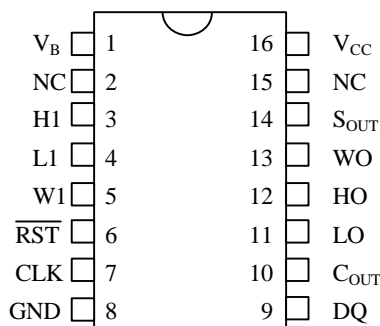 V_B 1 16 V_CC
NC 2 15 NC
H1 3 14 S_OUT
L1 4 13 WO
W1 5 12 HO
R̅S̅T̅ 6 11 LO
CLK 7 10 C_OUT
GND 8 9 DQ